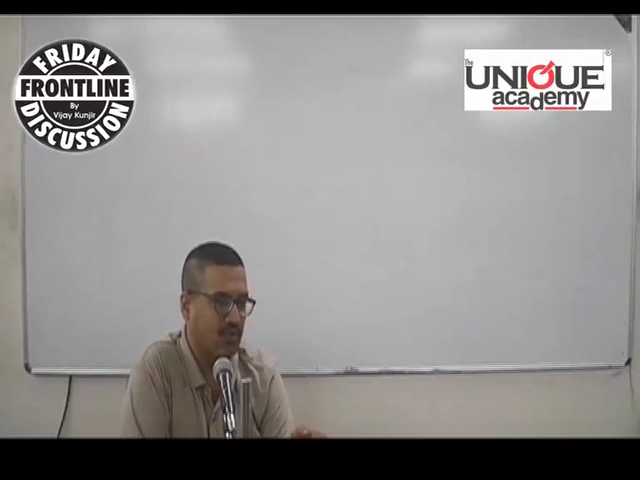 FRIDAY
FRONTLINE
By
Vijay Kunjir
DISCUSSION
The
UNIQUE
academy
®